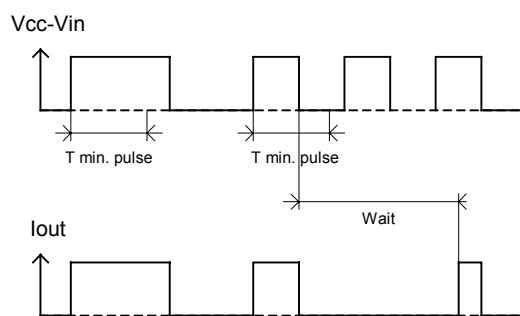 Vcc-Vin
T min. pulse
T min. pulse
Wait
Iout